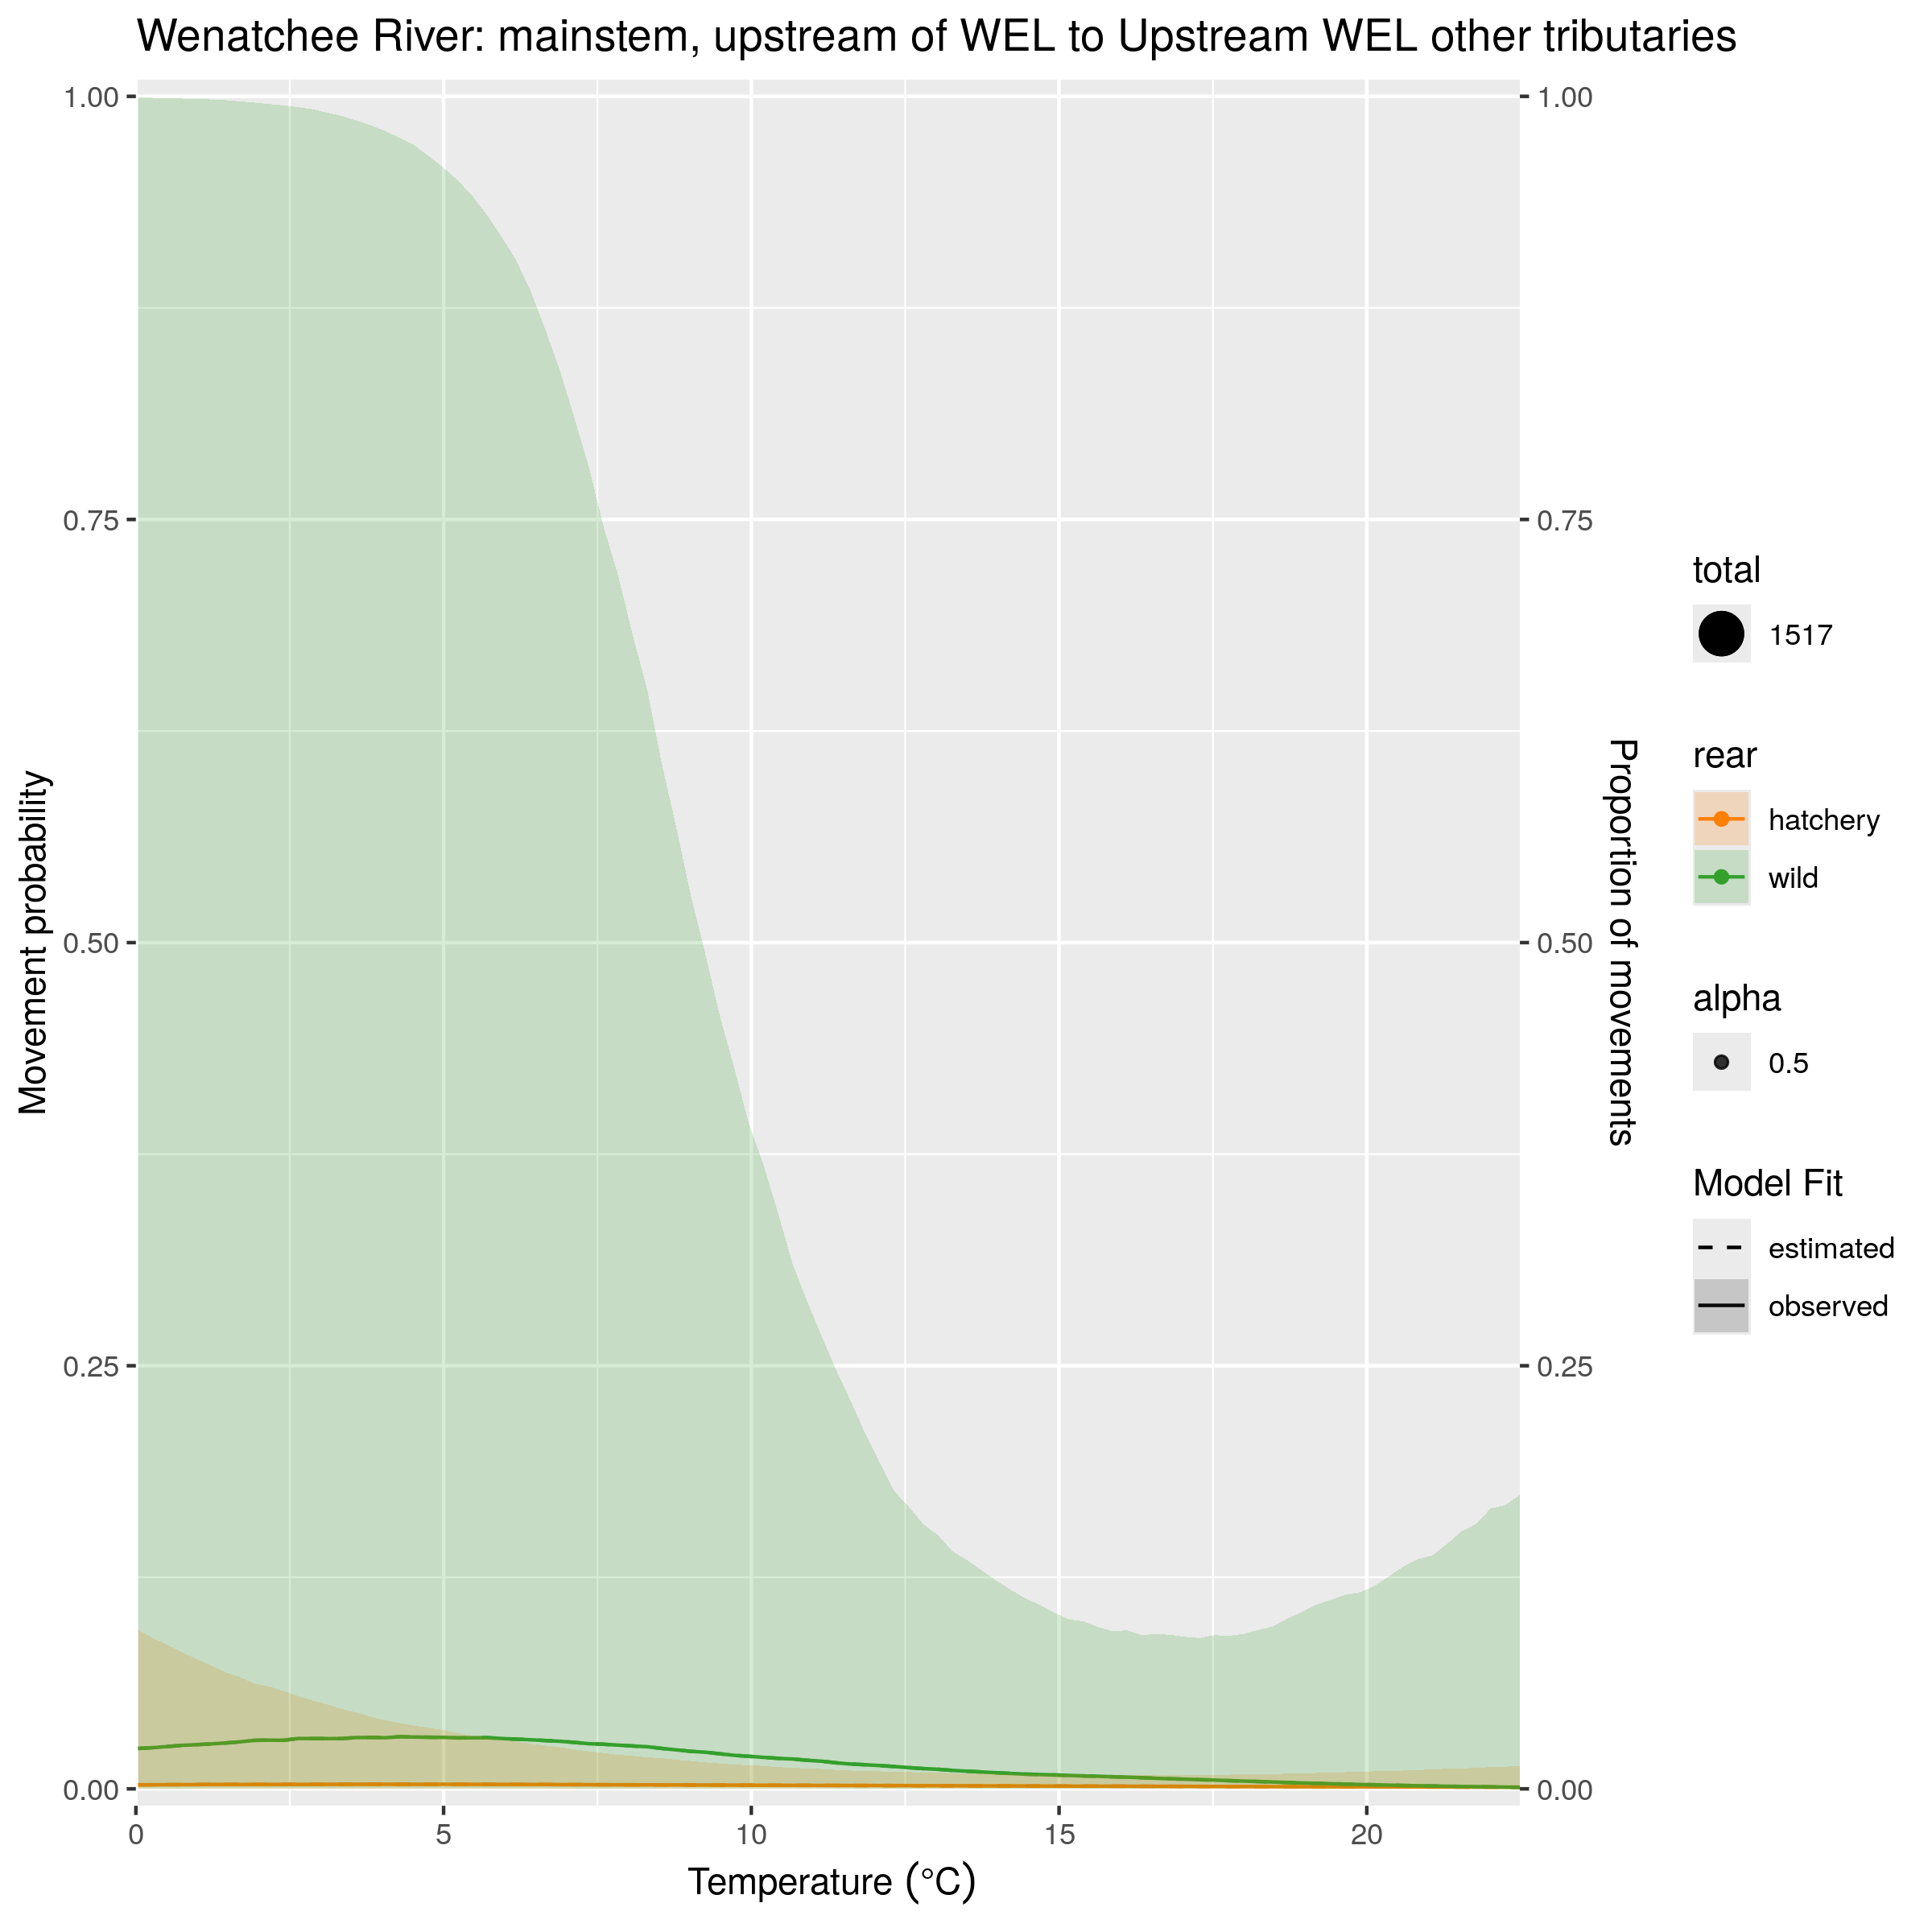 Wenatchee River: mainstem, upstream of WEL to Upstream WEL other tributaries
Movement probability
1.00
0.75
0.50
0.25
0.00
0
5
10
15
20
Temperature (°C)
1.00
0.75
0.50
0.25
0.00
Proportion of movements
total
1517
rear
hatchery
wild
alpha
0.5
Model Fit
estimated
observed